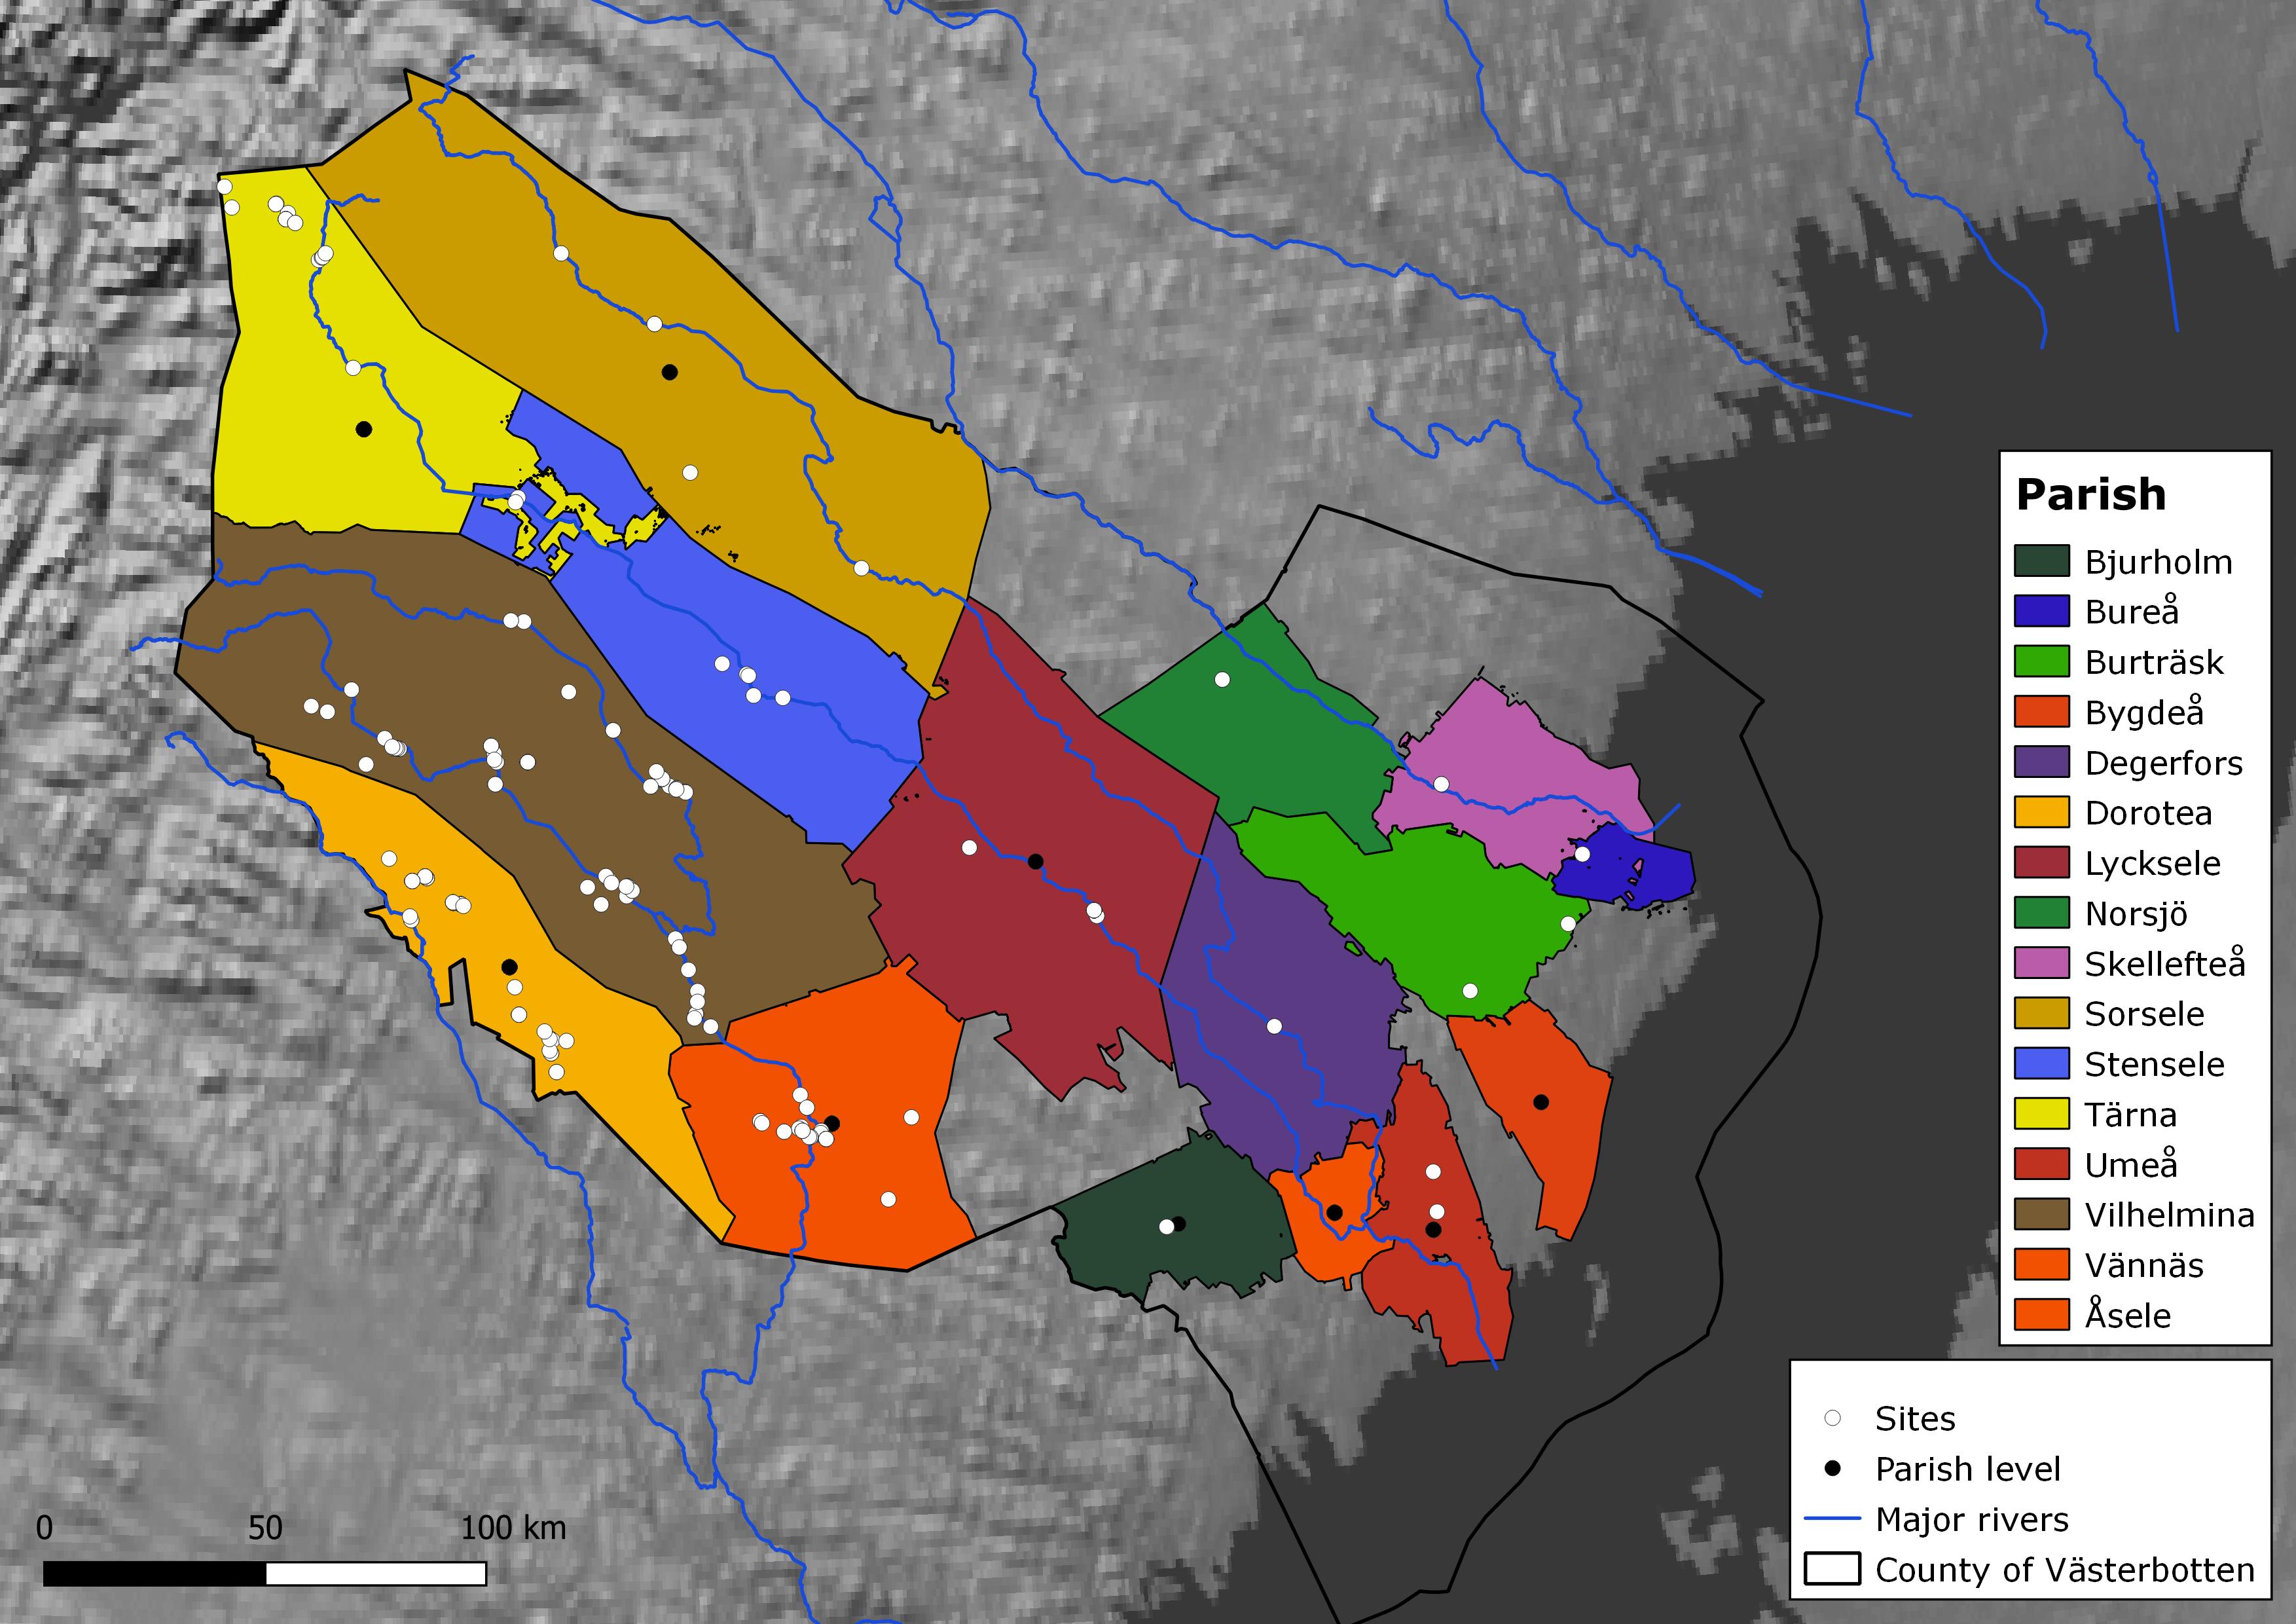 Parish
Bjurholm
Bureå
Burträsk
Bygdeå
Degerfors
Dorotea
Lycksele
Norsjö
Skellefteå
Sorsele
Stensele
Tärna
Umeå
Vilhelmina
Vännäs
Åsele
Sites
Parish level
Major rivers
County of Västerbotten
0 50 100 km